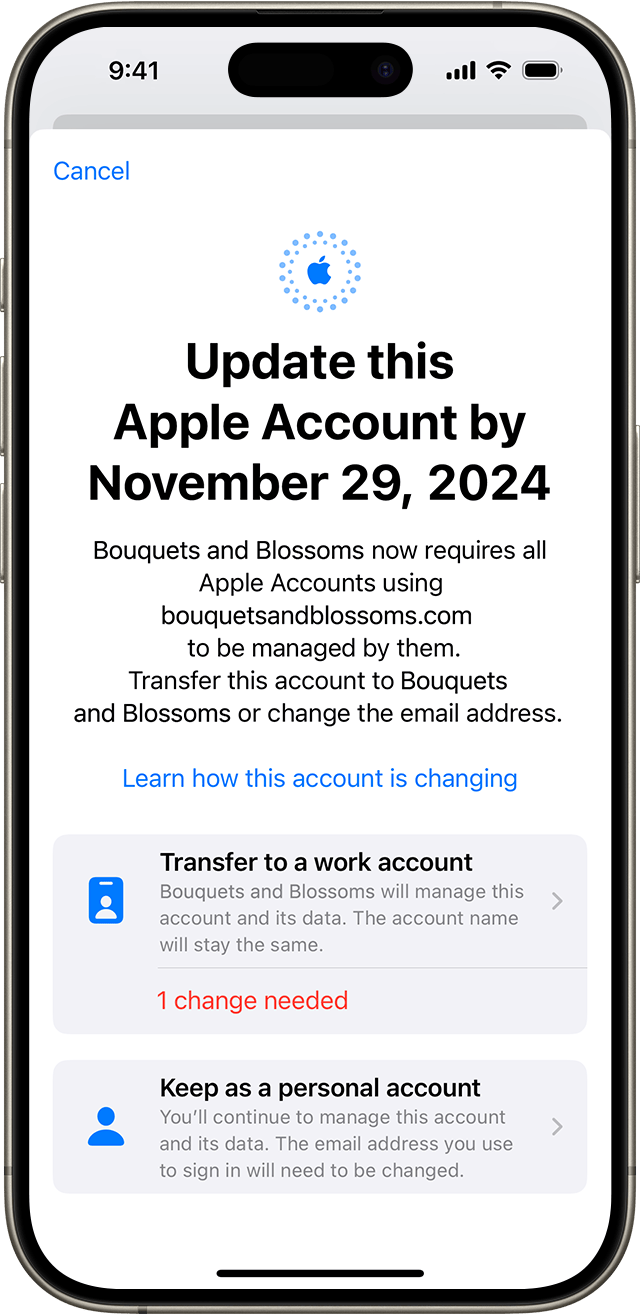 9:41
Cancel
Update this
Apple Account by
November 29, 2024
Bouquets and Blossoms now requires all
Apple Accounts using
bouquetsandblossoms.com
to be managed by them.
Transfer this account to Bouquets
and Blossoms or change the email address.
Learn how this account is changing
Transfer to a work account
Bouquets and Blossoms will manage this
account and its data. The account name
will stay the same.
1 change needed
Keep as a personal account
You’ll continue to manage this account
and its data. The email address you use
to sign in will need to be changed.